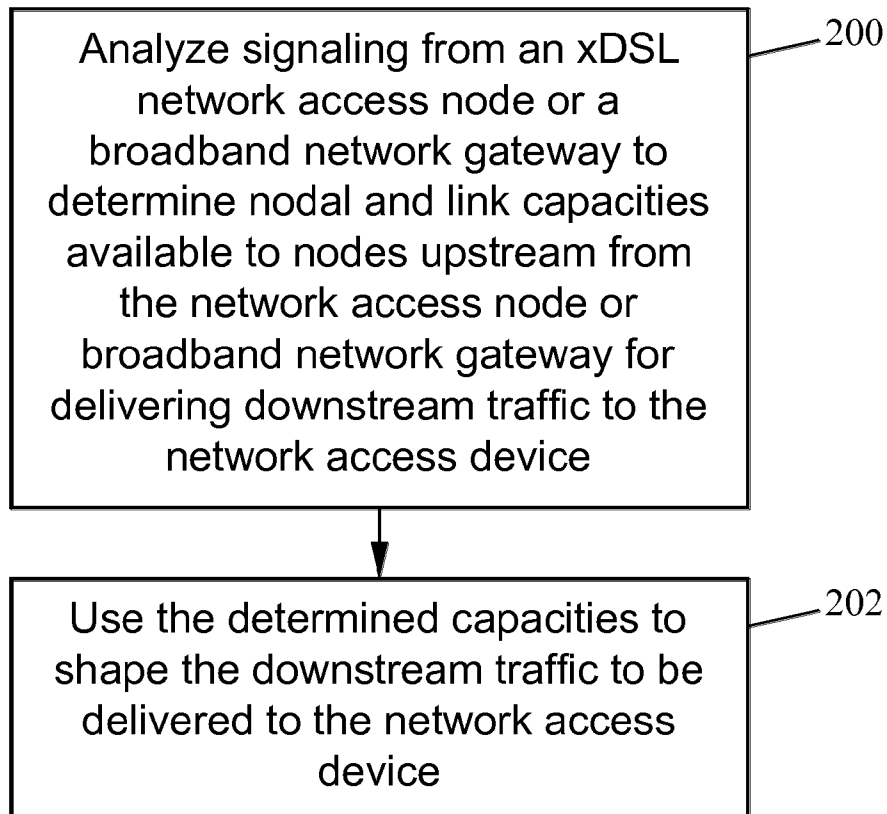 Analyze signaling from an xDSL
network access node or a
broadband network gateway to
determine nodal and link capacities
available to nodes upstream from
the network access node or
broadband network gateway for
delivering downstream traffic to the
network access device
200
Use the determined capacities to
shape the downstream traffic to be
delivered to the network access
device
202